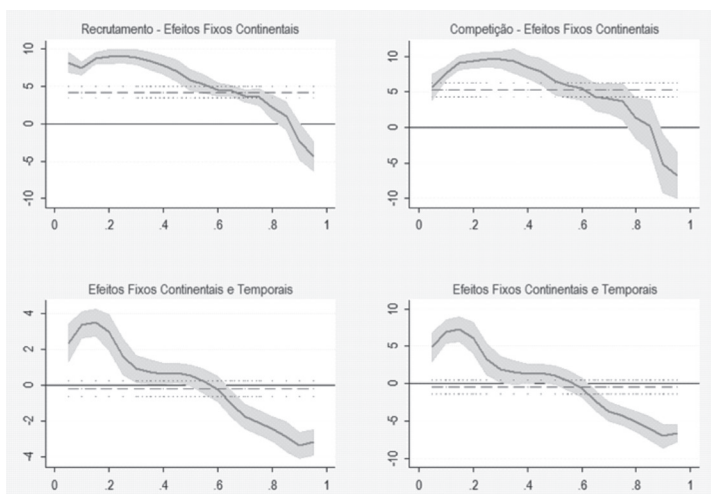 Recrutamento - Efeitos Fixos Continentais
10
5
0
-5
-10
0 .2 .4 .6 .8 1
Competição - Efeitos Fixos Continentais
10
5
0
-5
-10
0 .2 .4 .6 .8 1
Efeitos Fixos Continentais e Temporais
4
2
0
-2
-4
0 .2 .4 .6 .8 1
Efeitos Fixos Continentais e Temporais
10
5
0
-5
-10
0 .2 .4 .6 .8 1